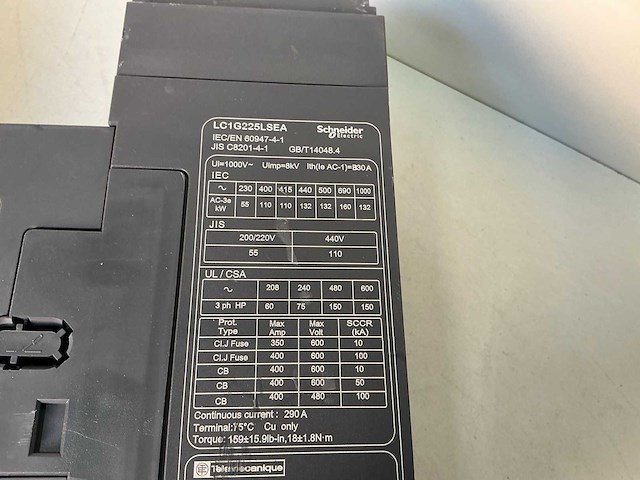 LC1G225LSEA Schneider Electric
IEC/EN 60947-4-1
JIS C8201-4-1 GB/T14048.4
Ui=1000V~ Uimp=8kV Ith(Ie AC-1)=330A
IEC
~ 230 400 415 440 500 690 1000
AC-3e kW 55 110 110 132 132 160 132
JIS
200/220V 440V
55 110
UL / CSA
~ 208 240 480 600
3 ph HP 60 75 150 150
Prot. Type Max Amp Max Volt SCCR (kA)
Cl.J Fuse 350 600 10
Cl.J Fuse 400 600 100
CB 400 600 10
CB 400 600 50
CB 400 480 100
Continuous current: 290A
Terminal:75°C Cu only
Torque: 159±15.9lb-in,18±1.8N·m
Telemecanique